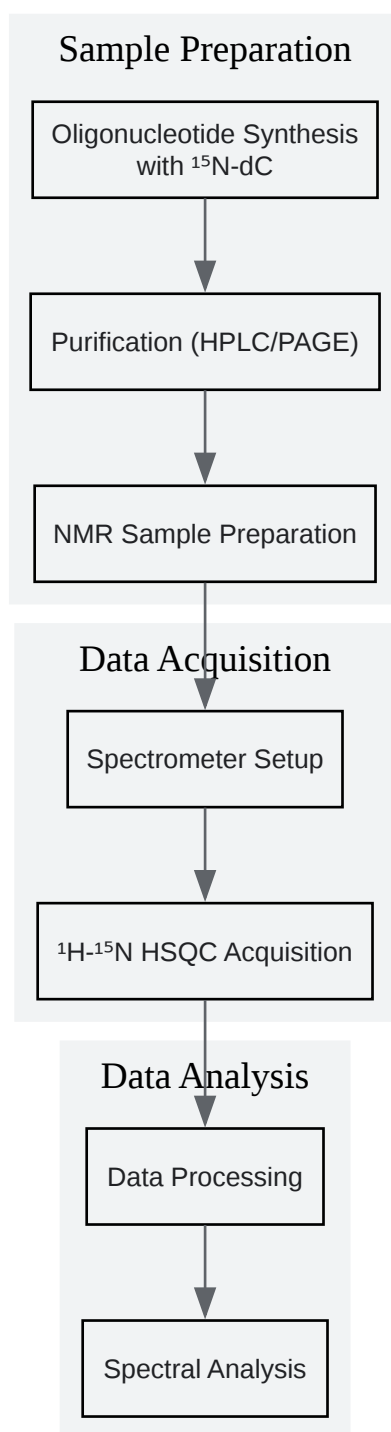 Sample Preparation
Oligonucleotide Synthesis
with ¹⁵N-dC
Purification (HPLC/PAGE)
NMR Sample Preparation
Data Acquisition
Spectrometer Setup
¹H-¹⁵N HSQC Acquisition
Data Analysis
Data Processing
Spectral Analysis